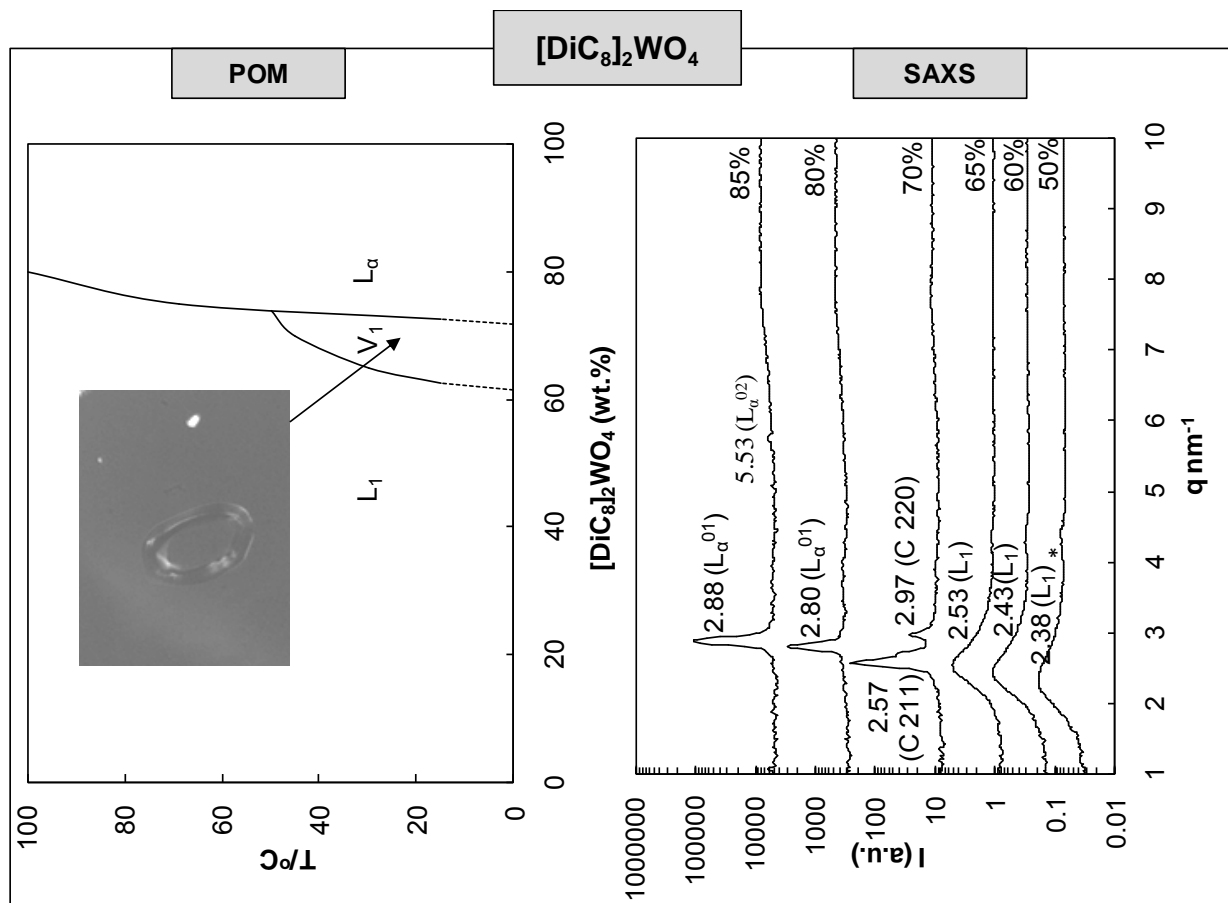 [DiC₈]₂WO₄
POM
SAXS
100
80
60
40
20
0
T/ºC
0
20
40
60
80
100
[DiC₈]₂WO₄ (wt.%)
L₁
V₁
Lα
1000000
100000
10000
1000
100
10
1
0.1
0.01
I (a.u.)
1
2
3
4
5
6
7
8
9
10
q nm⁻¹
85%
80%
70%
65%
60%
50%
2.88 (Lα⁰¹)
5.53 (Lα⁰²)
2.80 (Lα⁰¹)
2.57
(C 211)
2.97 (C 220)
2.53 (L₁)
2.43 (L₁)
2.38 (L₁) *